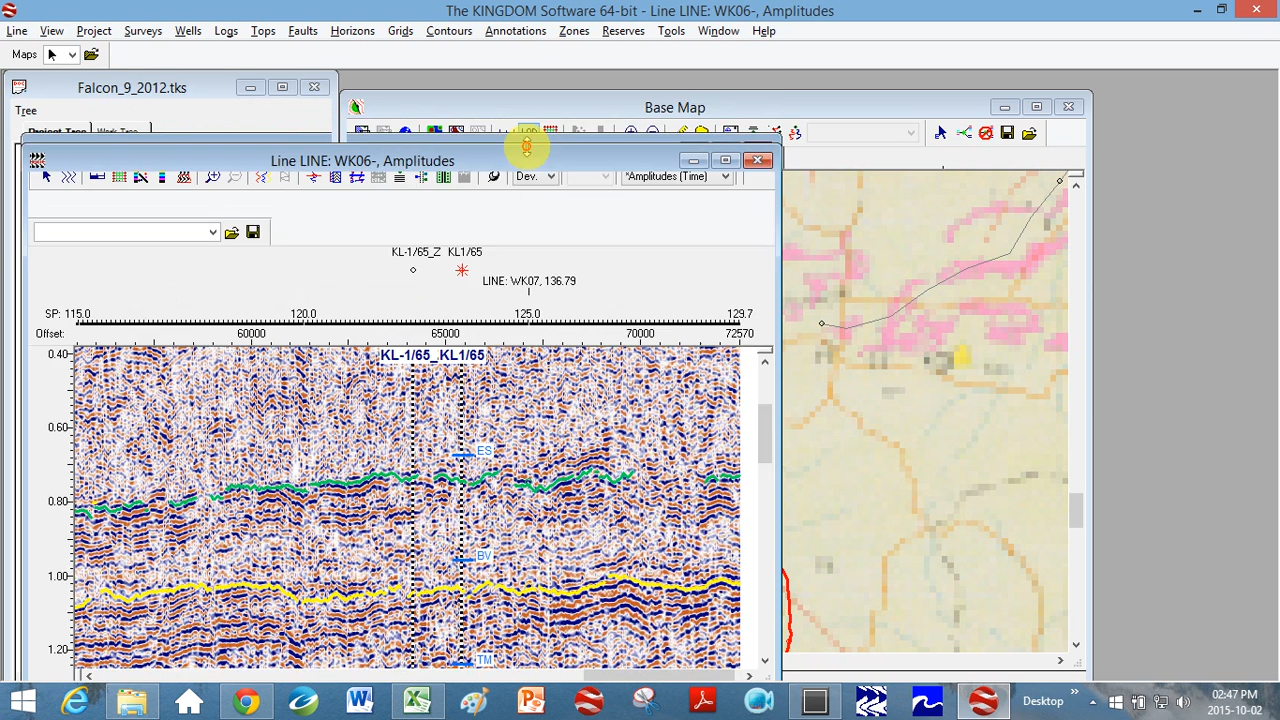 The KINGDOM Software 64-bit - Line LINE: WK06-, Amplitudes
Line View Project Surveys Wells Logs Tops Faults Horizons Grids Contours Annotations Zones Reserves Tools Window Help
Maps
Falcon_9_2012.tks
Base Map
Tree
Project Tree Work Tree
Line LINE: WK06-, Amplitudes
Dev. *Amplitudes (Time)
KL-1/65_Z KL1/65
LINE: WK07, 136.79
SP: 115.0 120.0 125.0 129.7
Offset: 60000 65000 70000 72570
KL-1/65_KL1/65
0.40
0.60
ES
0.80
BV
1.00
1.20
TM
Desktop
02:47 PM
2015-10-02